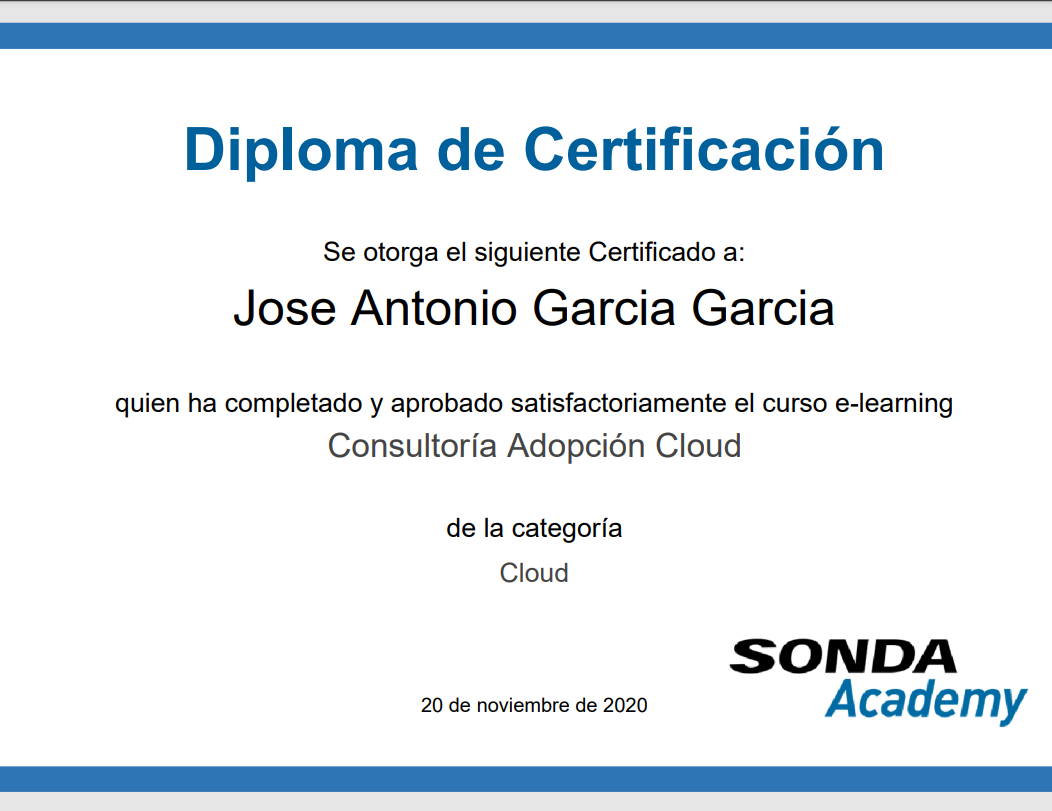 Diploma de Certificación
Se otorga el siguiente Certificado a:
Jose Antonio Garcia Garcia
quien ha completado y aprobado satisfactoriamente el curso e-learning
Consultoría Adopción Cloud
de la categoría
Cloud
SONDA
Academy
20 de noviembre de 2020